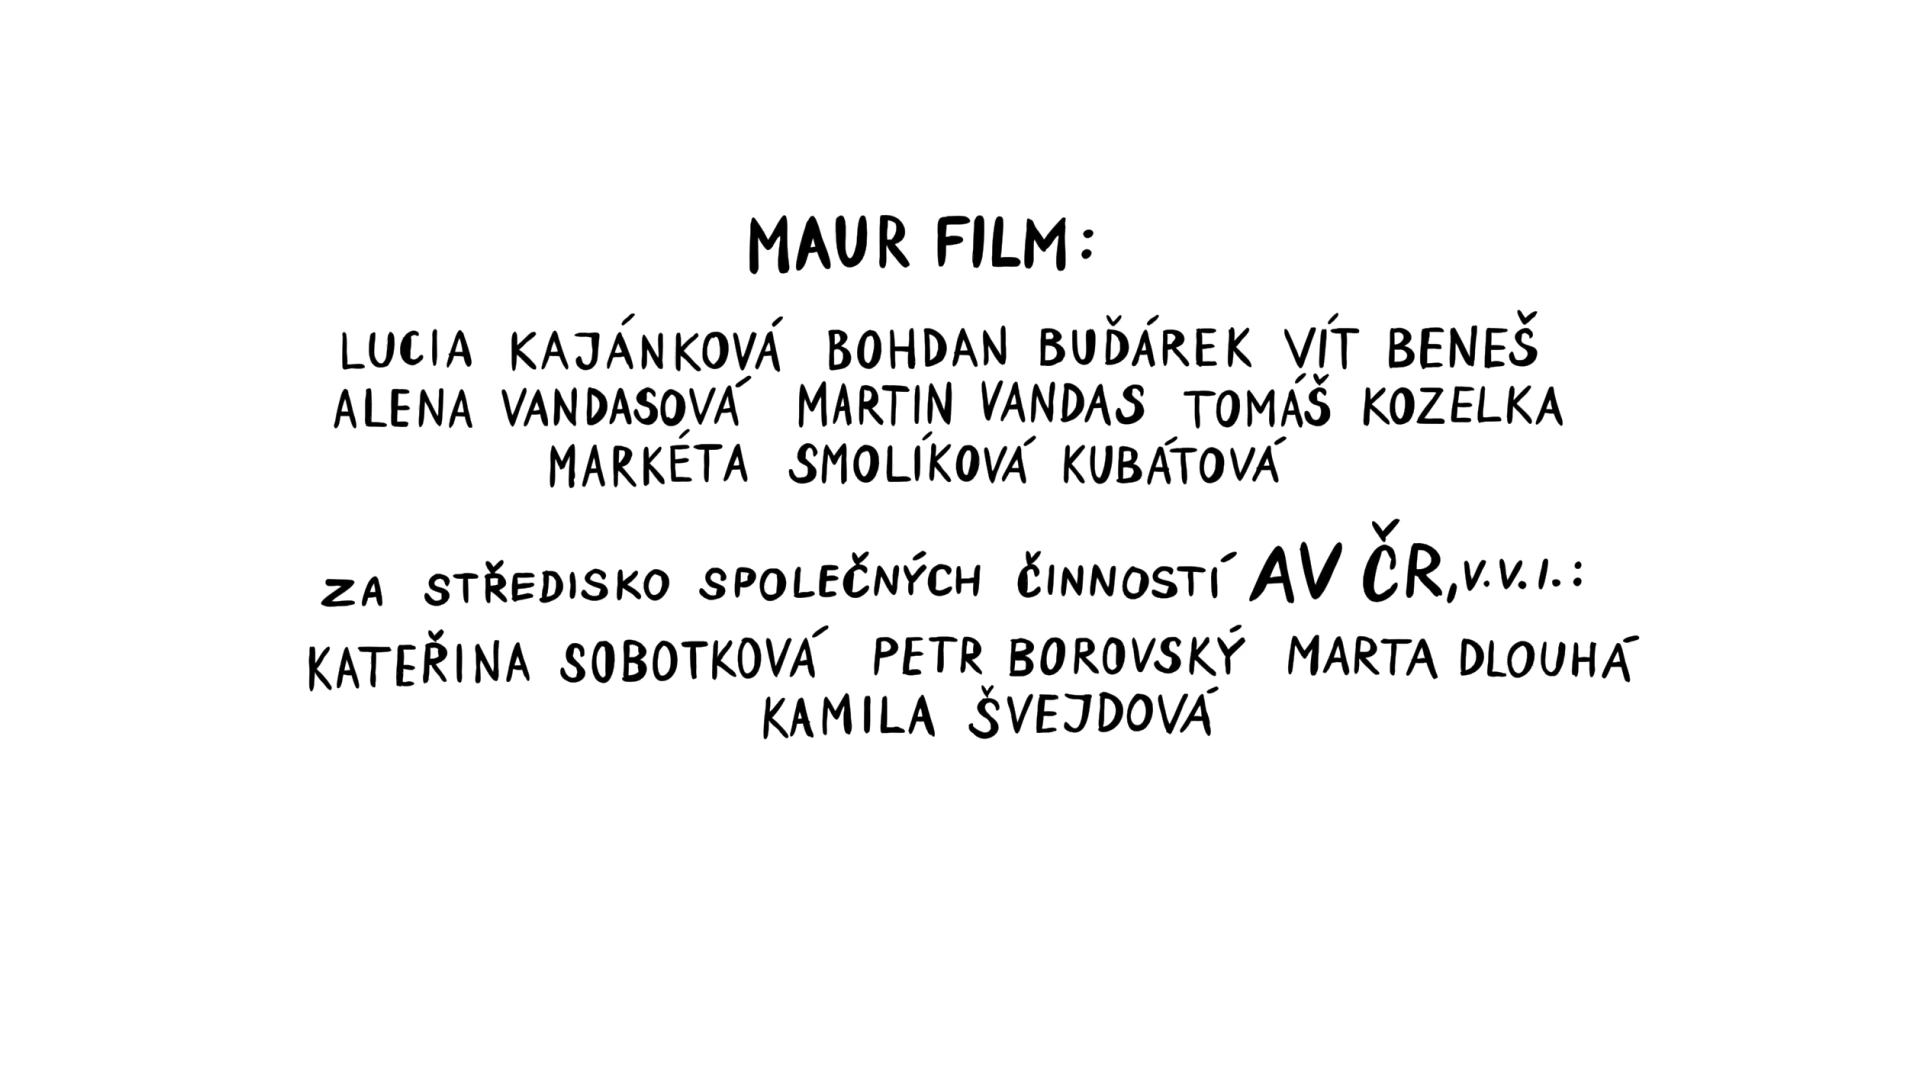 MAUR FILM:
LUCIA KAJÁNKOVÁ BOHDAN BUĎÁREK VÍT BENEŠ
ALENA VANDASOVÁ MARTIN VANDAS TOMÁŠ KOZELKA
MARKÉTA SMOLÍKOVÁ KUBÁTOVÁ
ZA STŘEDISKO SPOLEČNÝCH ČINNOSTÍ AV ČR, V. V. I.:
KATEŘINA SOBOTKOVÁ PETR BOROVSKÝ MARTA DLOUHÁ
KAMILA ŠVEJDOVÁ